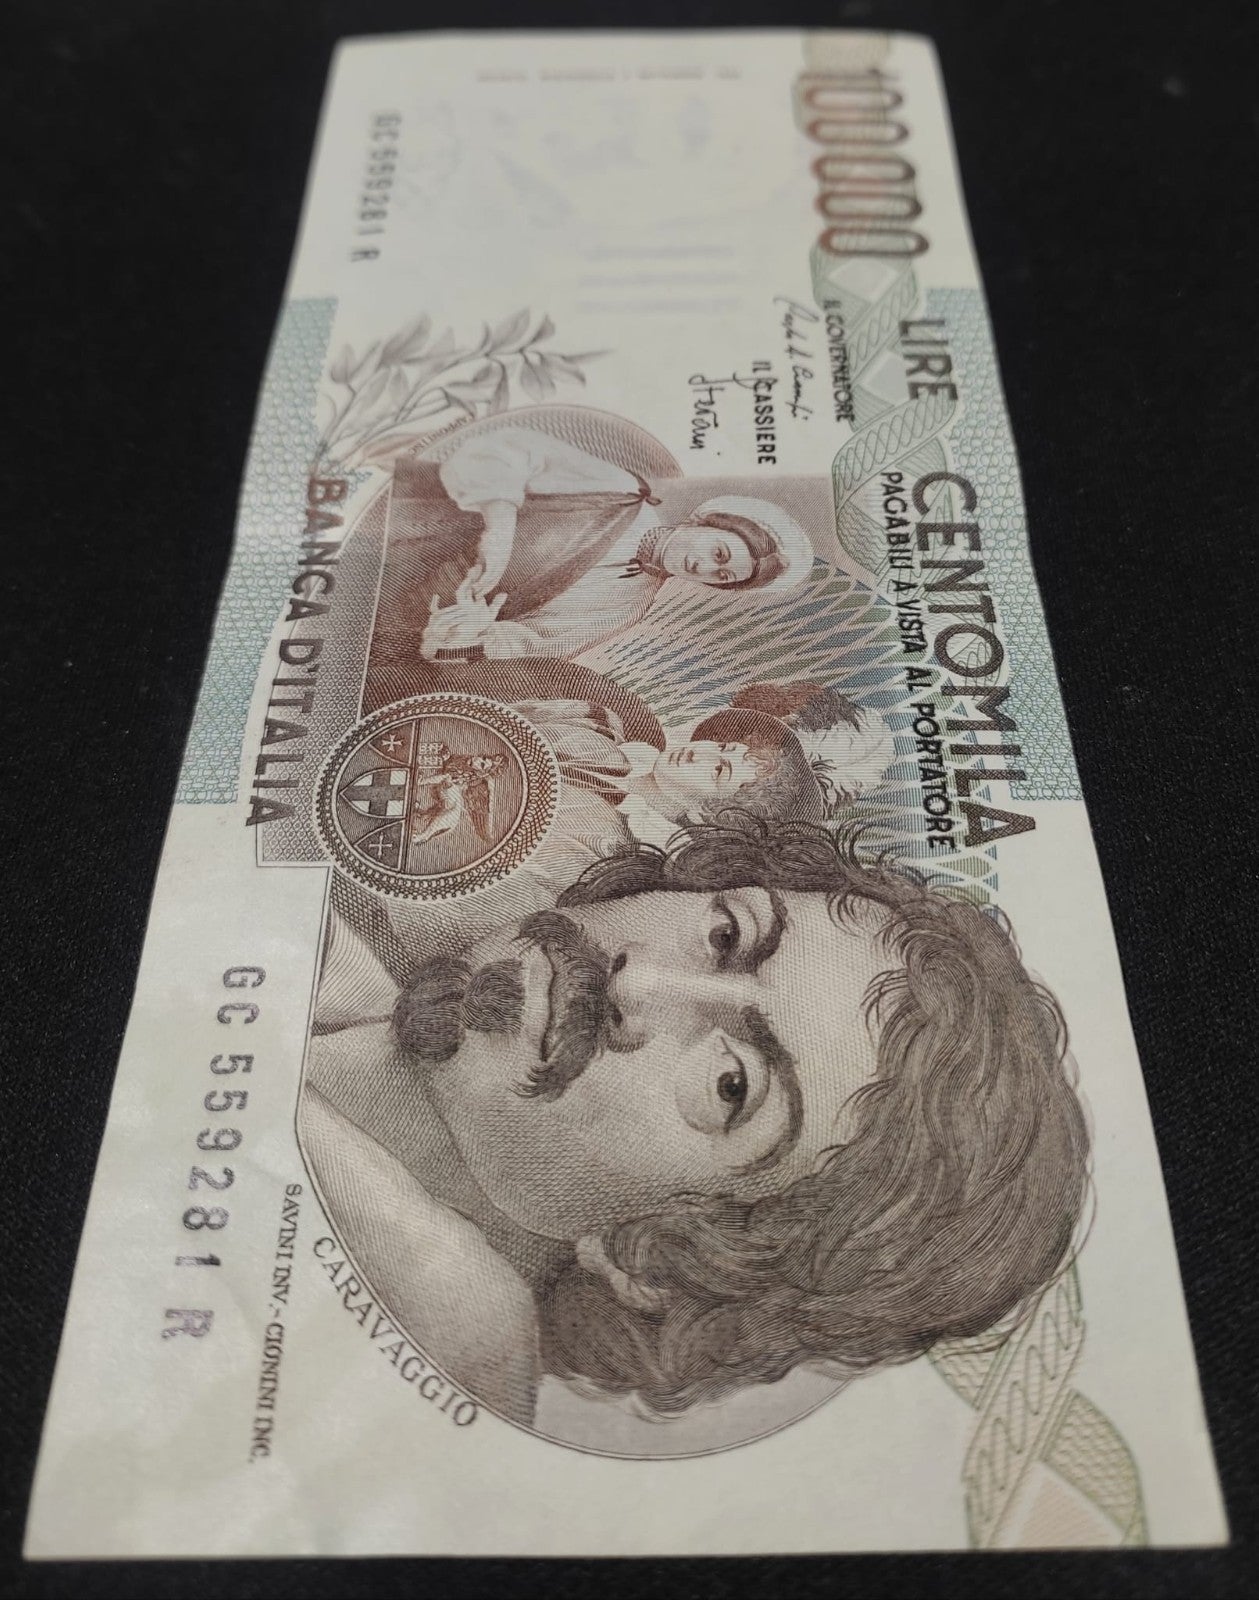 100000
LIRE CENTOMILA
PAGABILI A VISTA AL PORTATORE
IL GOVERNATORE
IL CASSIERE
GC 559281 R
BANCA D'ITALIA
GC 559281 R
CARAVAGGIO
SAVINI INV.-CIONINI INC.